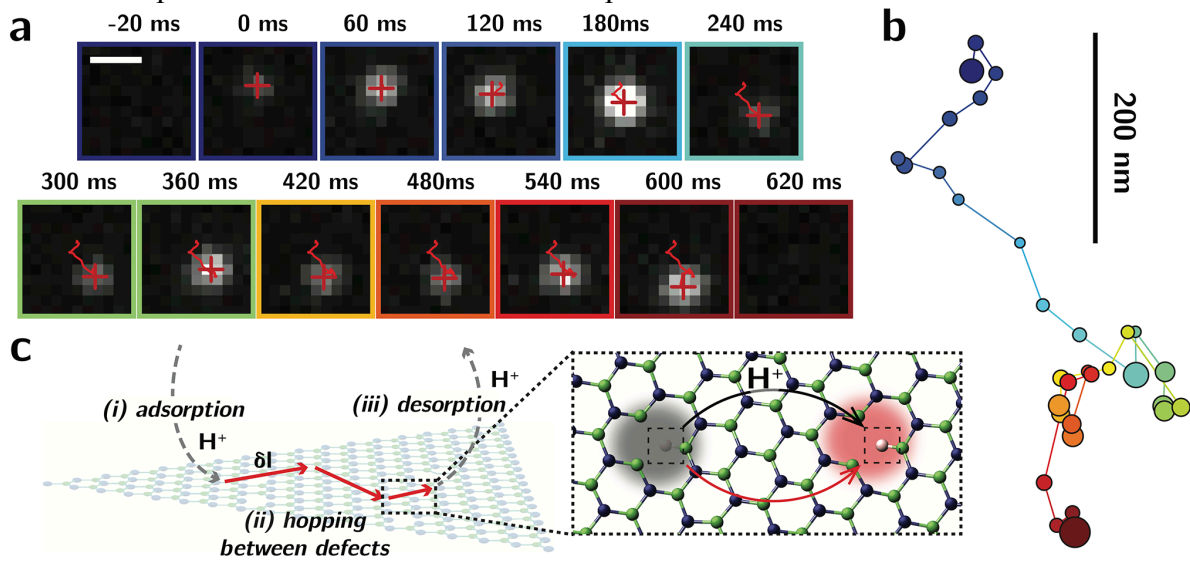 a
-20 ms 0 ms 60 ms 120 ms 180ms 240 ms
300 ms 360 ms 420 ms 480ms 540 ms 600 ms 620 ms
b
200 nm
c
(i) adsorption
H+
δl
(ii) hopping
between defects
H+
(iii) desorption
H+